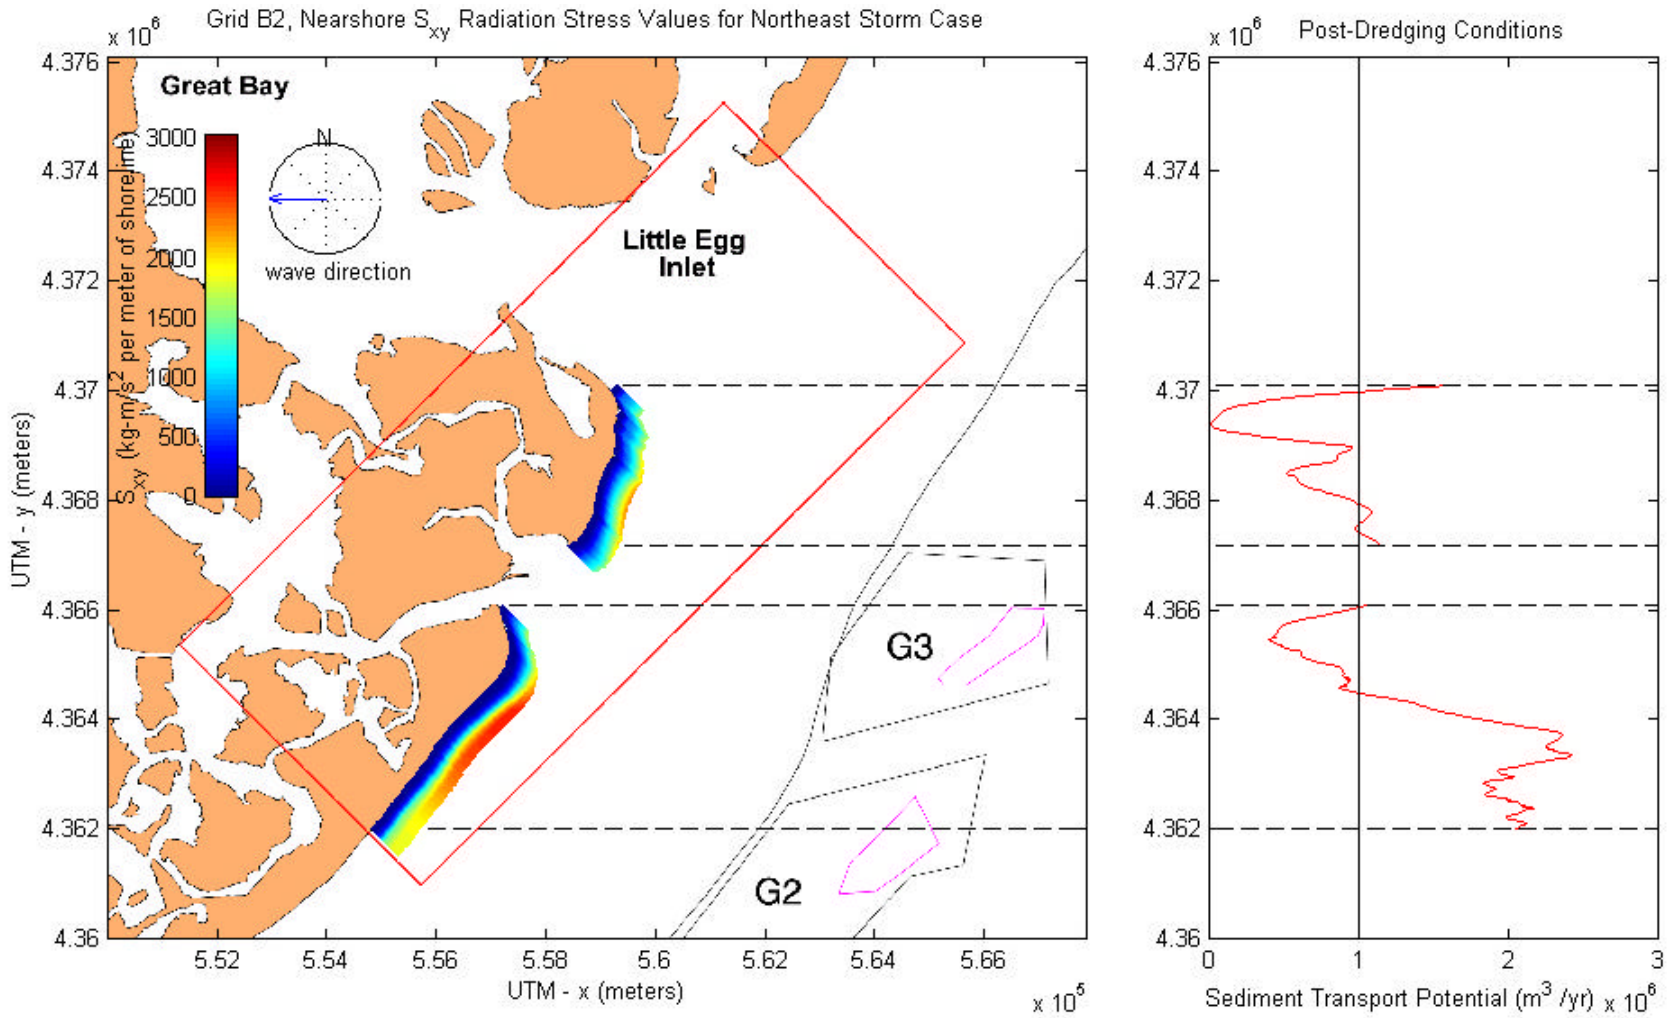 Grid B2, Nearshore Sxy Radiation Stress Values for Northeast Storm Case
x 10^6
4.376
4.374
4.372
4.37
4.368
4.366
4.364
4.362
4.36
UTM - y (meters)
Great Bay
3000
2500
2000
1500
1000
500
0
Sxy (kg-m/s^2 per meter of shoreline)
N
wave direction
Little Egg
Inlet
G3
G2
5.52
5.54
5.56
5.58
5.6
5.62
5.64
5.66
UTM - x (meters)
x 10^5
x 10^6
Post-Dredging Conditions
4.376
4.374
4.372
4.37
4.368
4.366
4.364
4.362
4.36
0
1
2
3
Sediment Transport Potential (m^3 /yr)
x 10^6